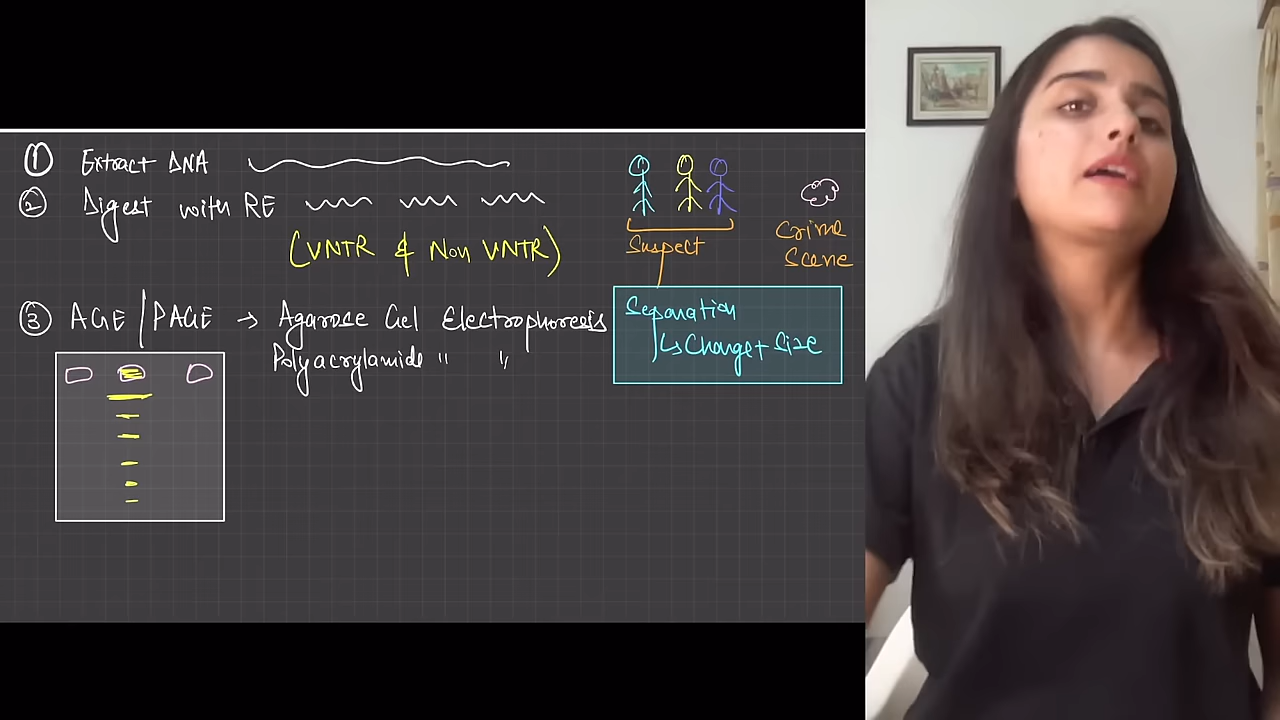 ① Extract DNA
② Digest with RE
(VNTR & Non VNTR)
③ AGE/PAGE → Agarose Gel Electrophoresis
Polyacrylamide " "
Suspect
Crime
Scene
Separation
↳ Charge + Size